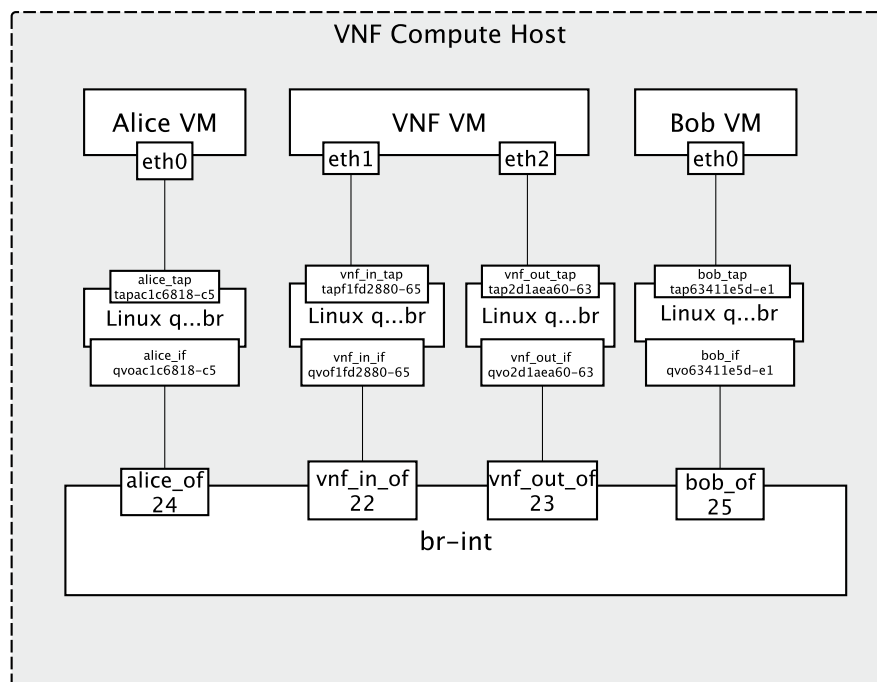 VNF Compute Host
Alice VM
VNF VM
Bob VM
eth0
eth1
eth2
eth0
alice_tap
tapac1c6818-c5
vnf_in_tap
tapf1fd2880-65
vnf_out_tap
tap2d1aea60-63
bob_tap
tap63411e5d-e1
Linux q...br
Linux q...br
Linux q...br
Linux q...br
alice_if
qvoac1c6818-c5
vnf_in_if
qvof1fd2880-65
vnf_out_if
qvo2d1aea60-63
bob_if
qvo63411e5d-e1
alice_of
24
vnf_in_of
22
vnf_out_of
23
bob_of
25
br-int